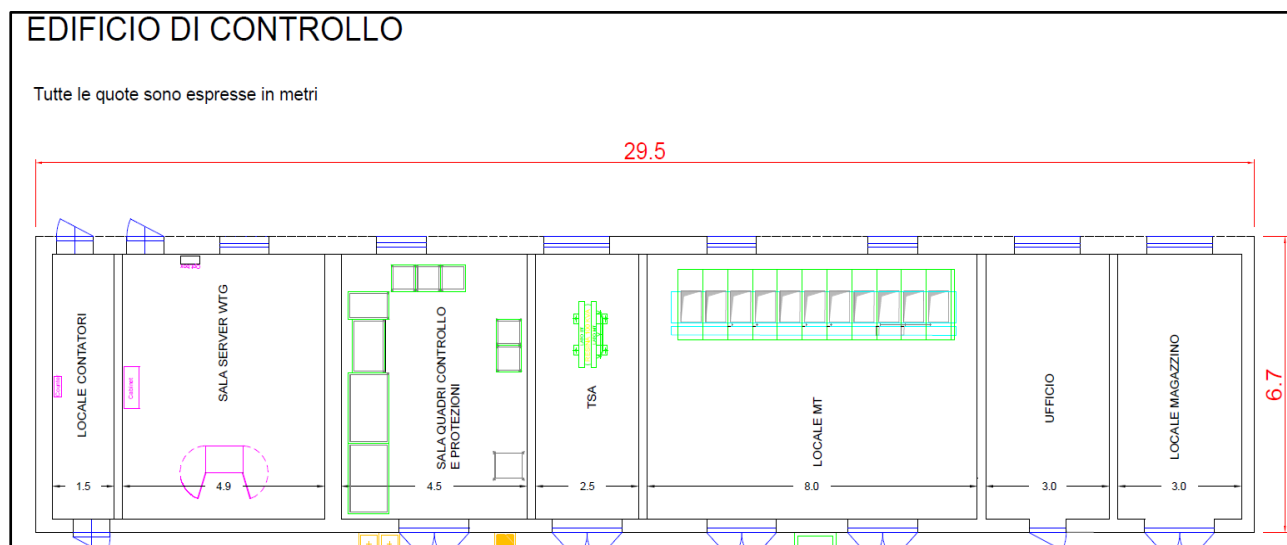 EDIFICIO DI CONTROLLO
Tutte le quote sono espresse in metri
29.5
6.7
LOCALE CONTATORI
SALA SERVER WTG
SALA QUADRI CONTROLLO
E PROTEZIONI
TSA
LOCALE MT
UFFICIO
LOCALE MAGAZZINO
Cabinet
1.5
4.9
4.5
2.5
8.0
3.0
3.0